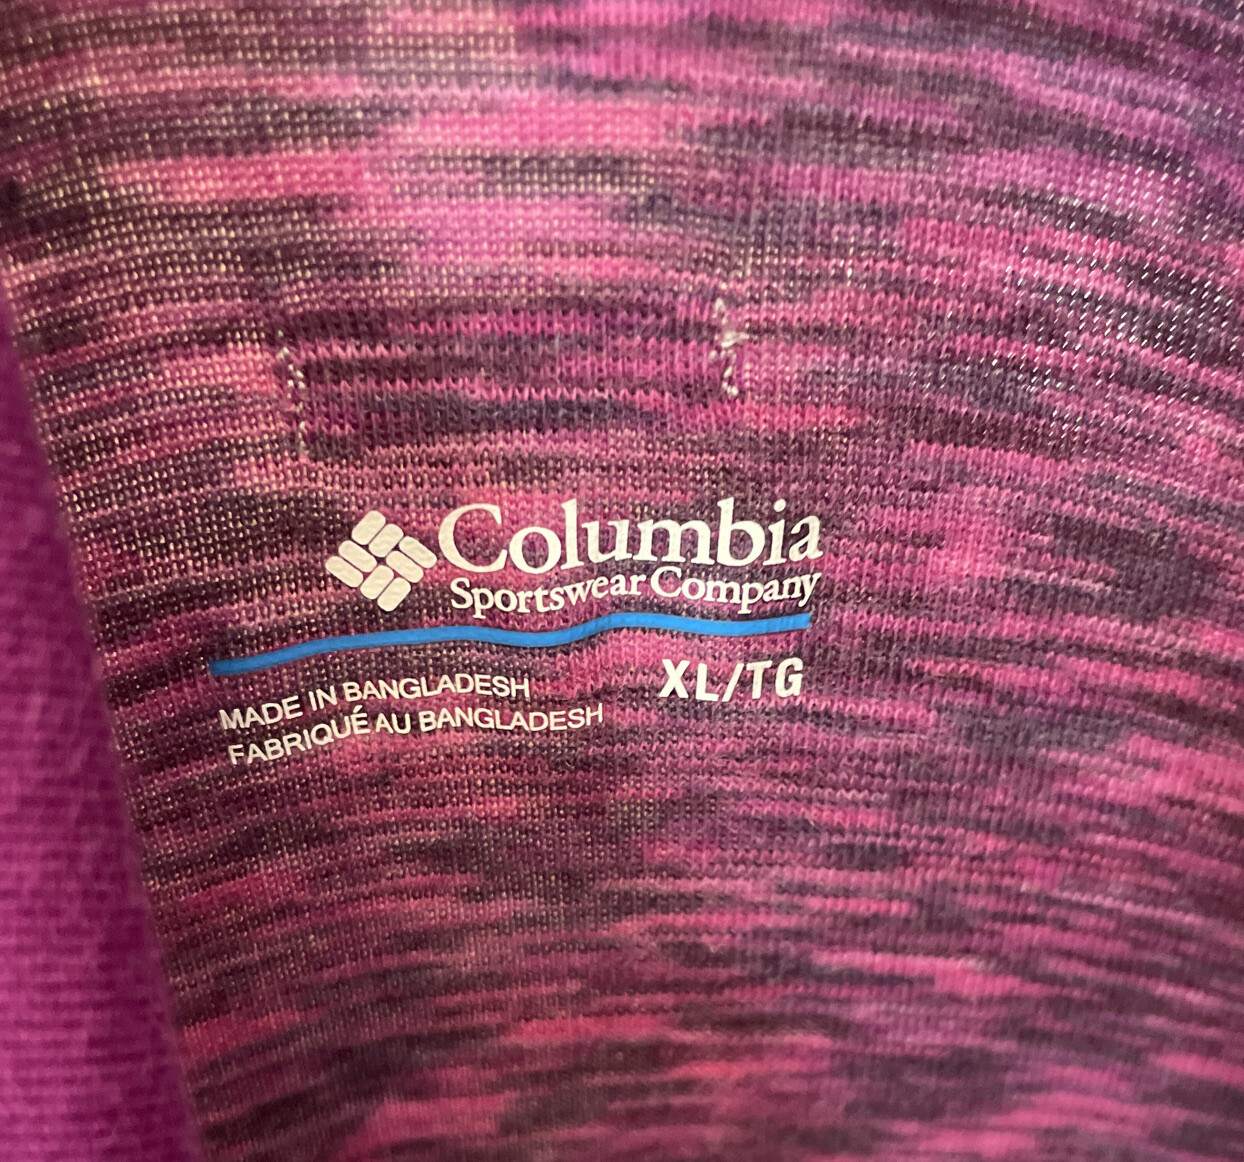 Columbia
Sportswear Company
XL/TG
MADE IN BANGLADESH
FABRIQUÉ AU BANGLADESH